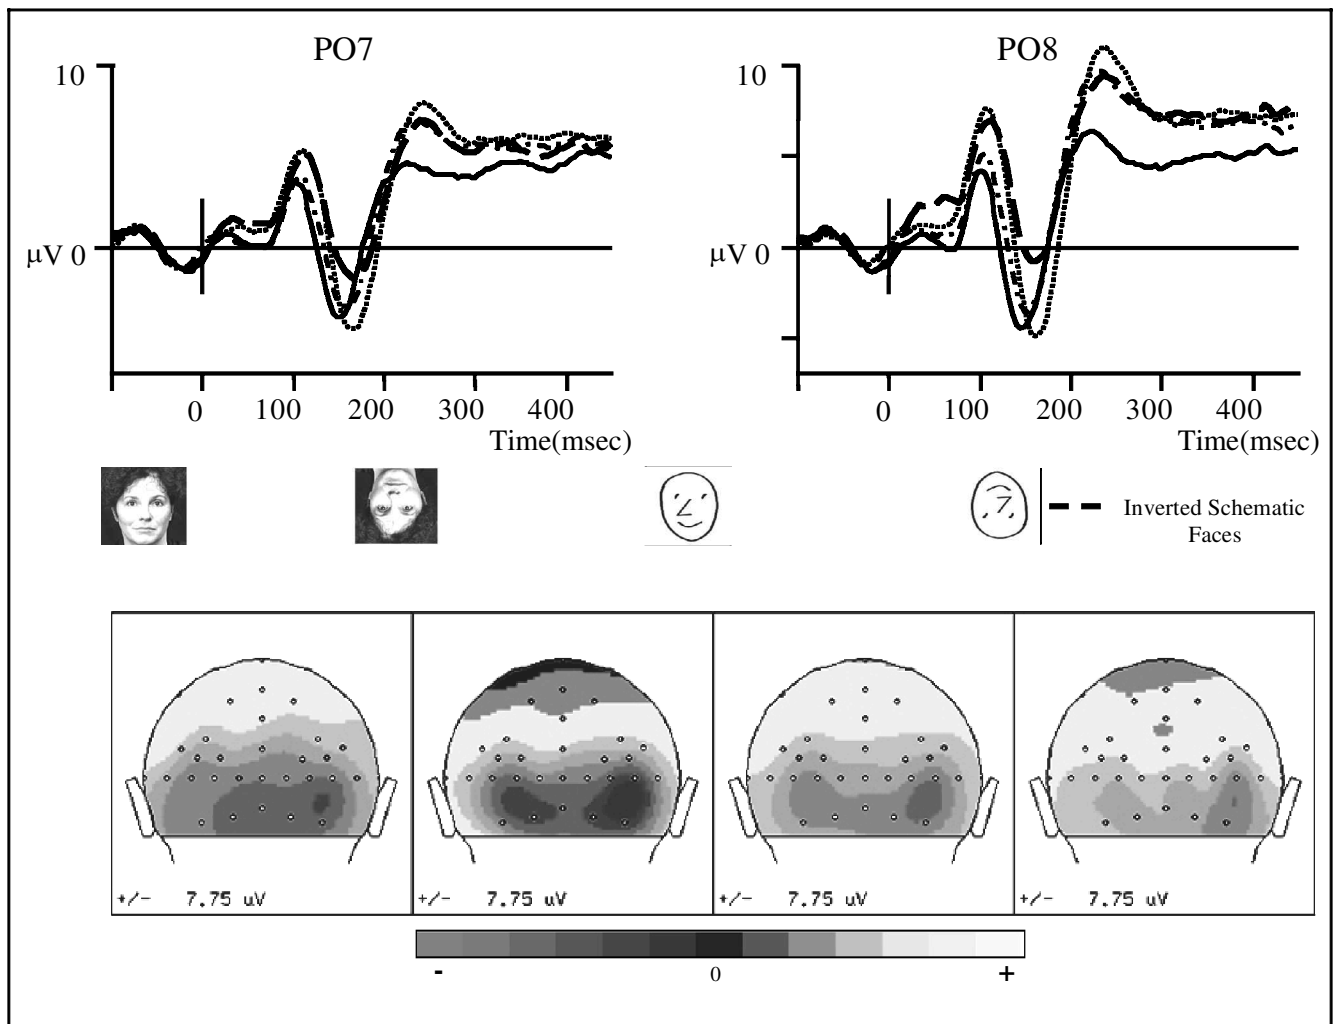 PO7
PO8
10
10
μV 0
μV 0
0 100 200 300 400
0 100 200 300 400
Time(msec)
Time(msec)
Inverted Schematic
Faces
+/- 7.75 uV
+/- 7.75 uV
+/- 7.75 uV
+/- 7.75 uV
- 0 +